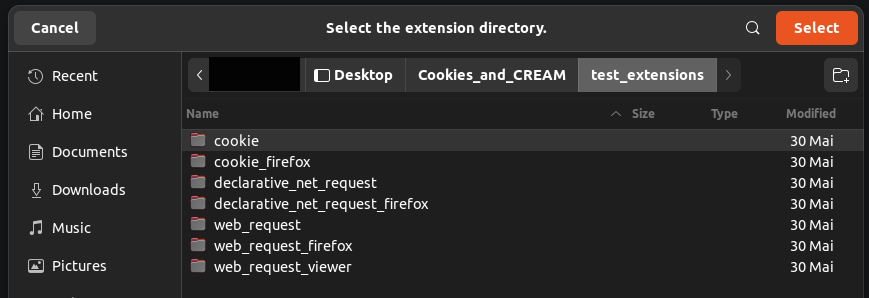 Cancel Select the extension directory. Select
Desktop Cookies_and_CREAM test_extensions
Recent
Home
Documents
Downloads
Music
Pictures
Name Size Type Modified
cookie 30 Mai
cookie_firefox 30 Mai
declarative_net_request 30 Mai
declarative_net_request_firefox 30 Mai
web_request 30 Mai
web_request_firefox 30 Mai
web_request_viewer 30 Mai